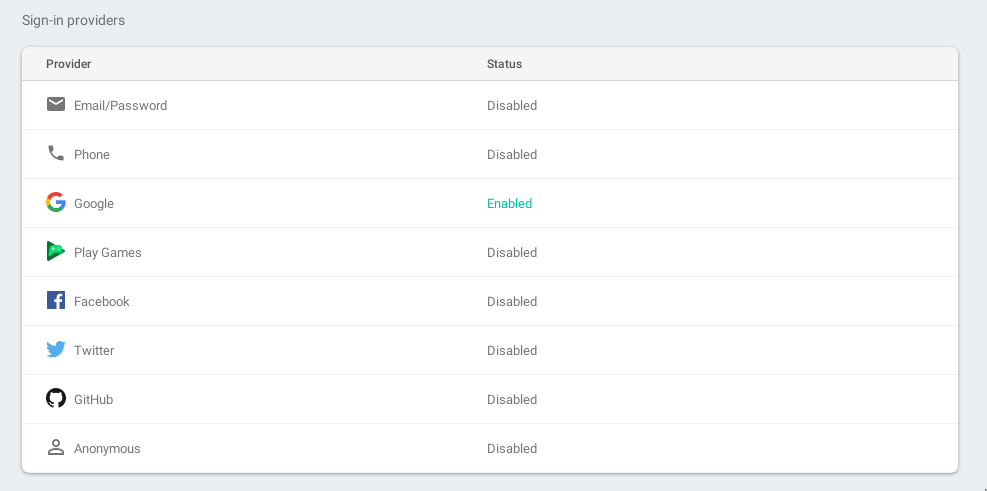 Sign-in providers
Provider Status
Email/Password Disabled
Phone Disabled
Google Enabled
Play Games Disabled
Facebook Disabled
Twitter Disabled
GitHub Disabled
Anonymous Disabled